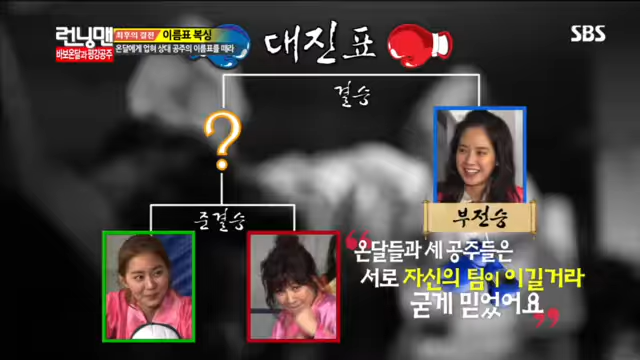 런닝맨
바보온달과 평강공주
최후의 결전 이름표 복싱
온달에게 업혀 상대 공주의 이름표를 떼라
대진표
SBS
결승
?
부전승
준결승
"온달들과 세 공주들은
서로 자신의 팀이 이길거라
굳게 믿었어요"